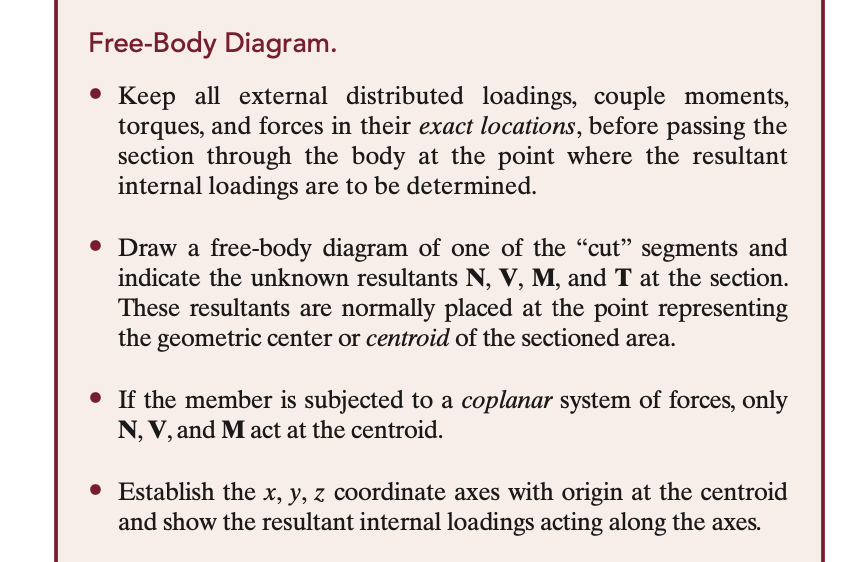 Free-Body Diagram.
• Keep all external distributed loadings, couple moments,
torques, and forces in their exact locations, before passing the
section through the body at the point where the resultant
internal loadings are to be determined.
• Draw a free-body diagram of one of the “cut” segments and
indicate the unknown resultants N, V, M, and T at the section.
These resultants are normally placed at the point representing
the geometric center or centroid of the sectioned area.
• If the member is subjected to a coplanar system of forces, only
N, V, and M act at the centroid.
• Establish the x, y, z coordinate axes with origin at the centroid
and show the resultant internal loadings acting along the axes.